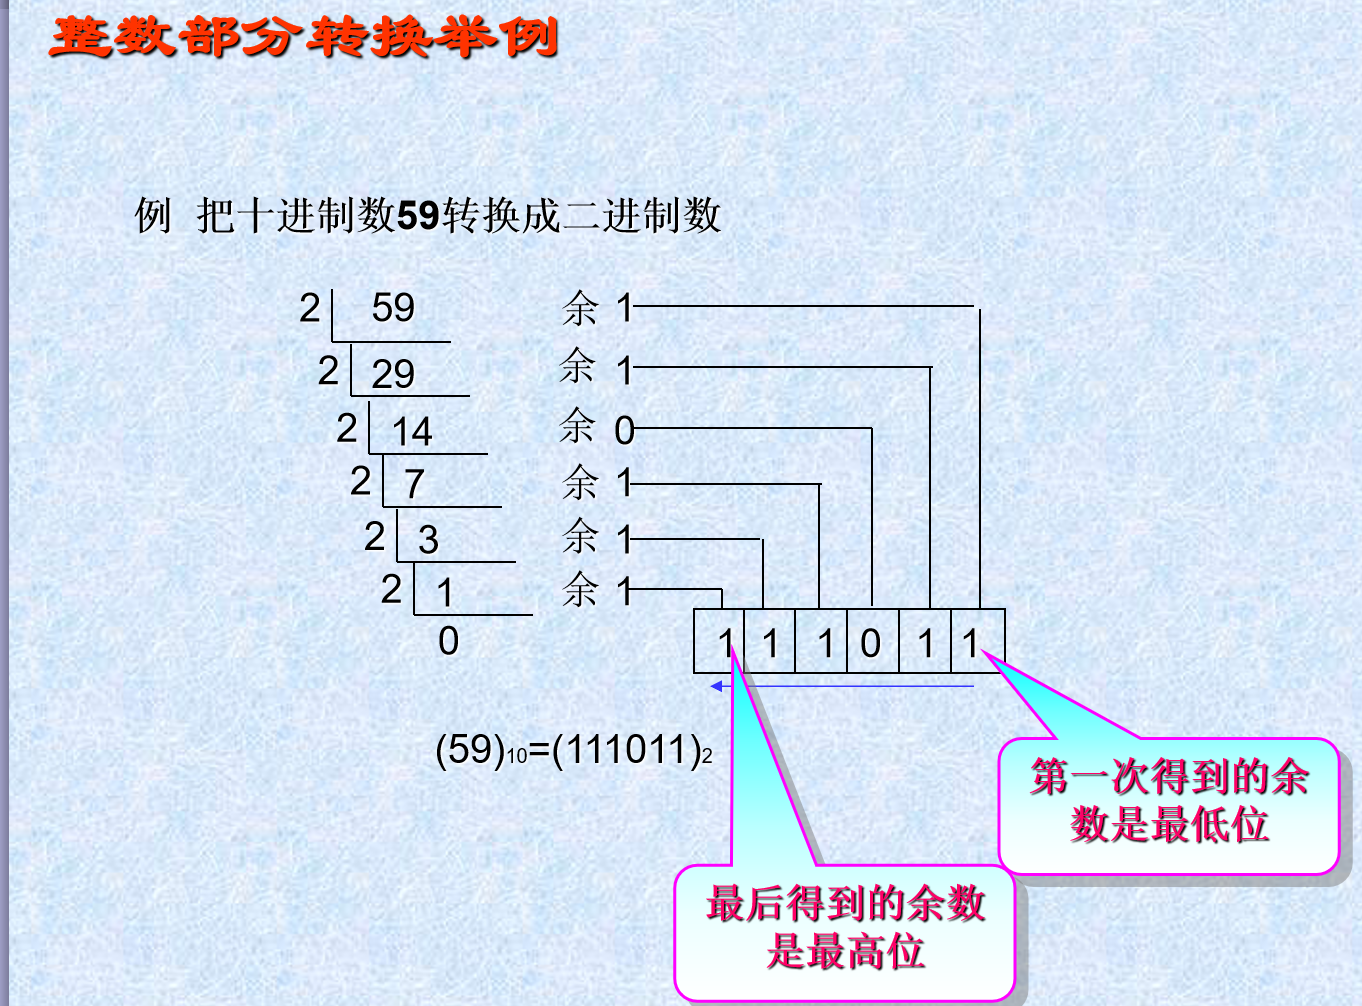 整数部分转换举例
例 把十进制数59转换成二进制数
2 59 余 1
2 29 余 1
2 14 余 0
2 7 余 1
2 3 余 1
2 1 余 1
0
1 1 1 0 1 1
(59)10=(111011)2
第一次得到的余
数是最低位
最后得到的余数
是最高位